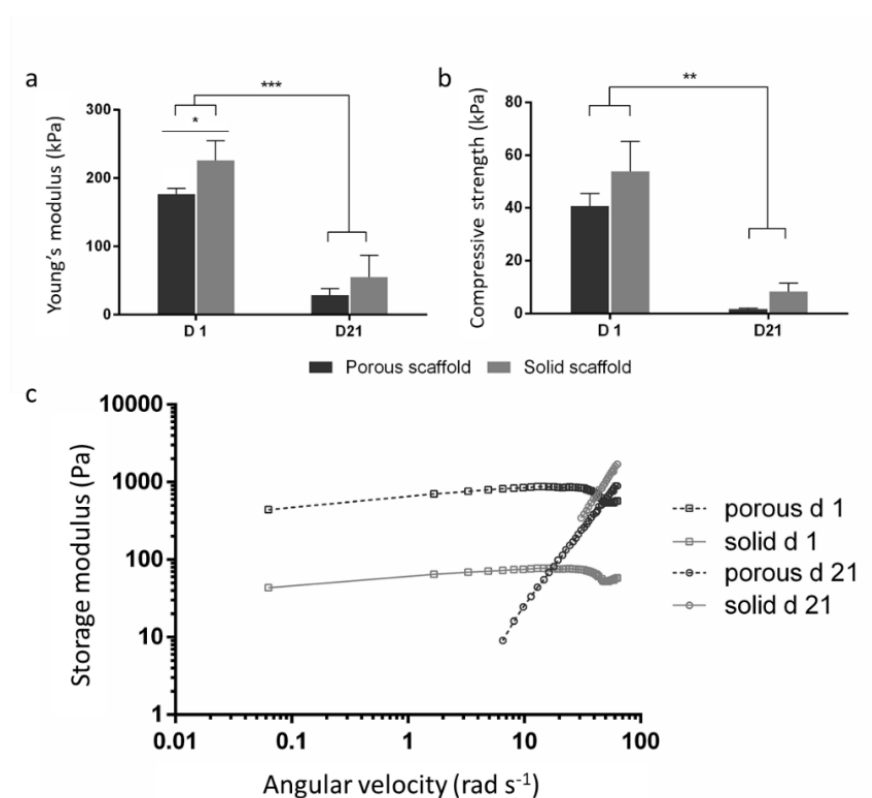 a
Young's modulus (kPa)
300
200
100
0
***
*
D 1
D21
b
Compressive strength (kPa)
80
60
40
20
0
**
D 1
D21
Porous scaffold
Solid scaffold
c
Storage modulus (Pa)
10000
1000
100
10
1
0.01
0.1
1
10
100
Angular velocity (rad s⁻¹)
porous d 1
solid d 1
porous d 21
solid d 21